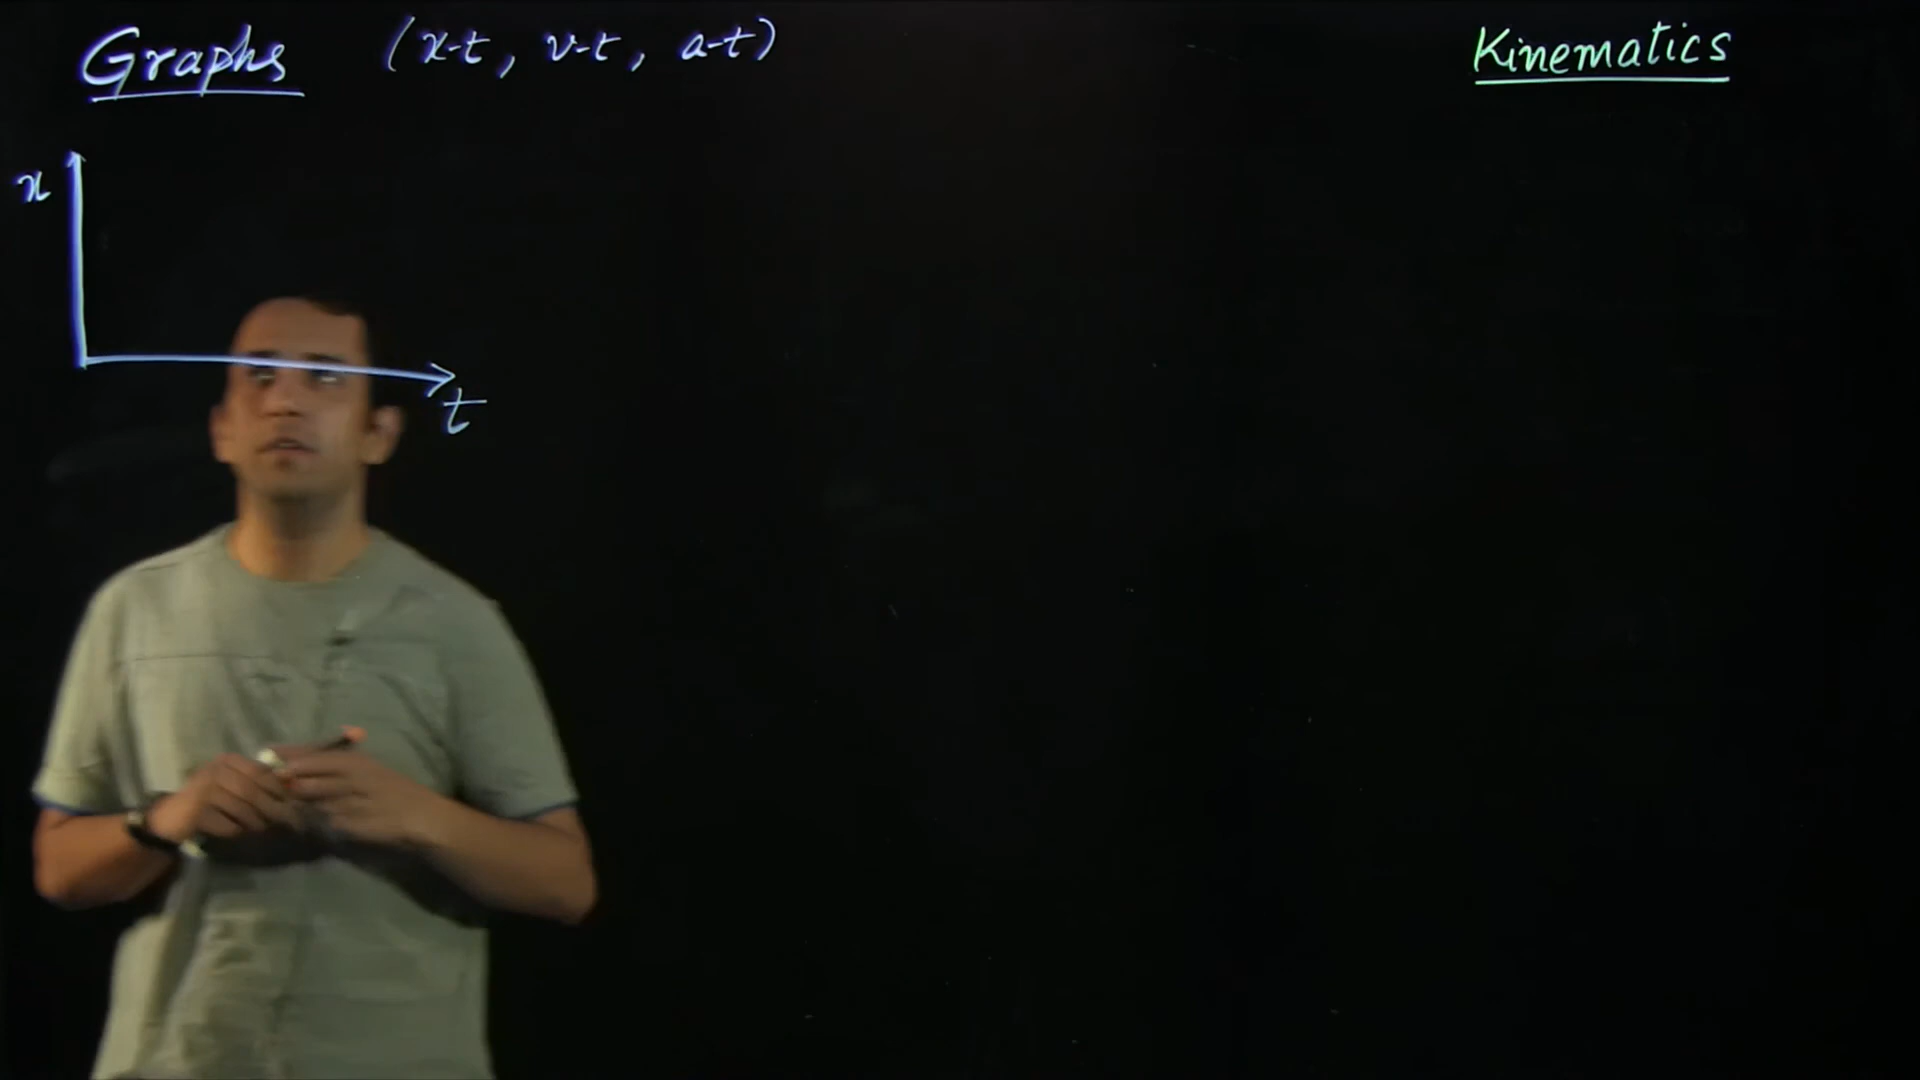 Graphs (x-t, v-t, a-t)
Kinematics
x
t